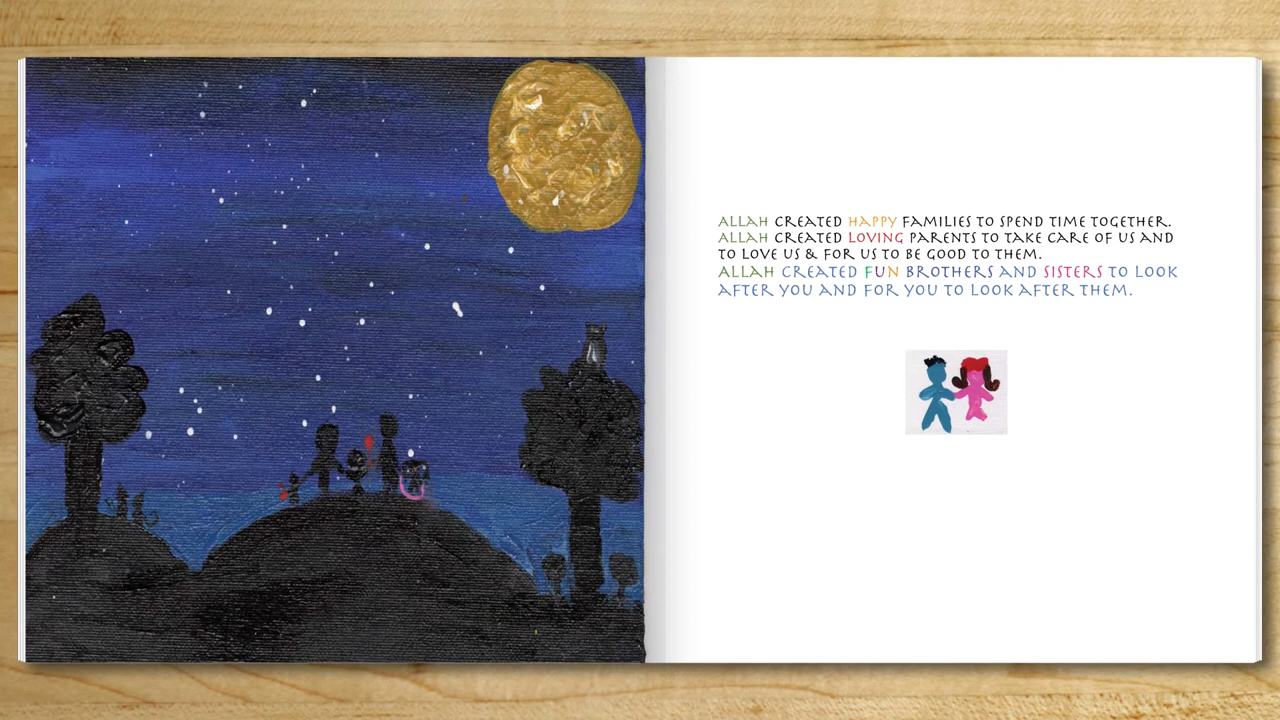 ALLAH CREATED HAPPY FAMILIES TO SPEND TIME TOGETHER.
ALLAH CREATED LOVING PARENTS TO TAKE CARE OF US AND
TO LOVE US & FOR US TO BE GOOD TO THEM.
ALLAH CREATED FUN BROTHERS AND SISTERS TO LOOK
AFTER YOU AND FOR YOU TO LOOK AFTER THEM.